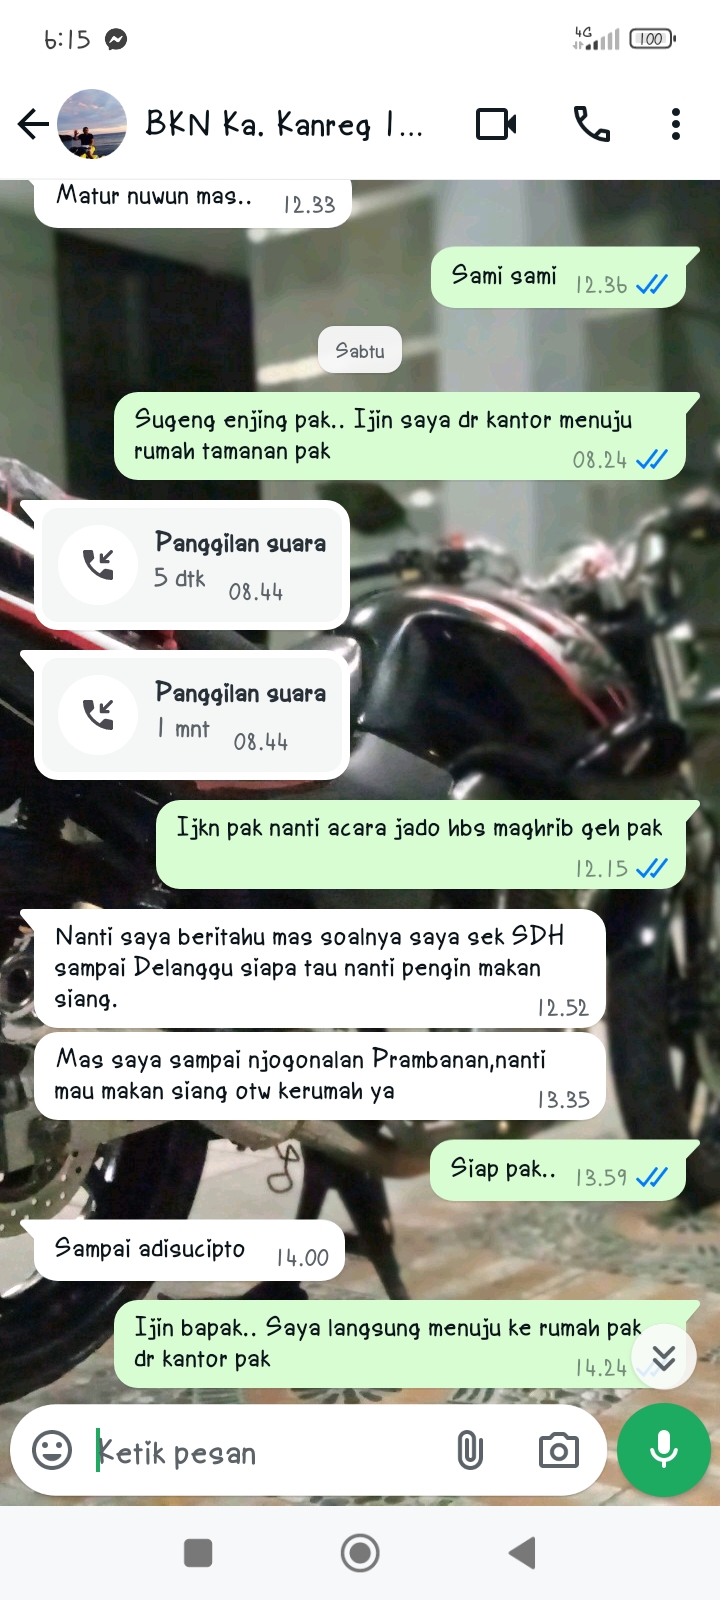 6:15
4G
100
BKN Ka. Kanreg 1...
Matur nuwun mas.. 12.33
Sami sami 12.36
Sabtu
Sugeng enjing pak.. Ijin saya dr kantor menuju
rumah tamanan pak 08.24
Panggilan suara
5 dtk 08.44
Panggilan suara
1 mnt 08.44
Ijkn pak nanti acara jado hbs maghrib geh pak
12.15
Nanti saya beritahu mas soalnya saya sek SDH
sampai Delanggu siapa tau nanti pengin makan
siang. 12.52
Mas saya sampai njogonalan Prambanan,nanti
mau makan siang otw kerumah ya 13.35
Siap pak.. 13.59
Sampai adisucipto 14.00
Ijin bapak.. Saya langsung menuju ke rumah pak
dr kantor pak 14.24
Ketik pesan